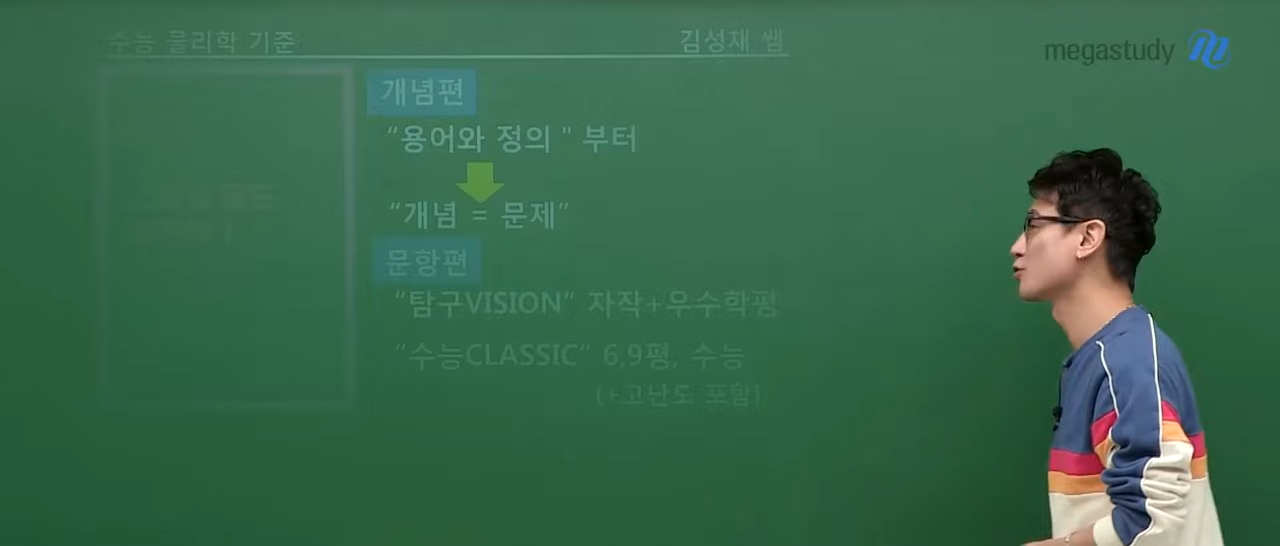 수능 물리학 기준
김성재 쌤
megastudy
개념편
“용어와 정의 " 부터
“개념 = 문제”
문항편
“탐구VISION“ 자작+우수학평
“수능CLASSIC“ 6,9평, 수능
(+고난도 포함)